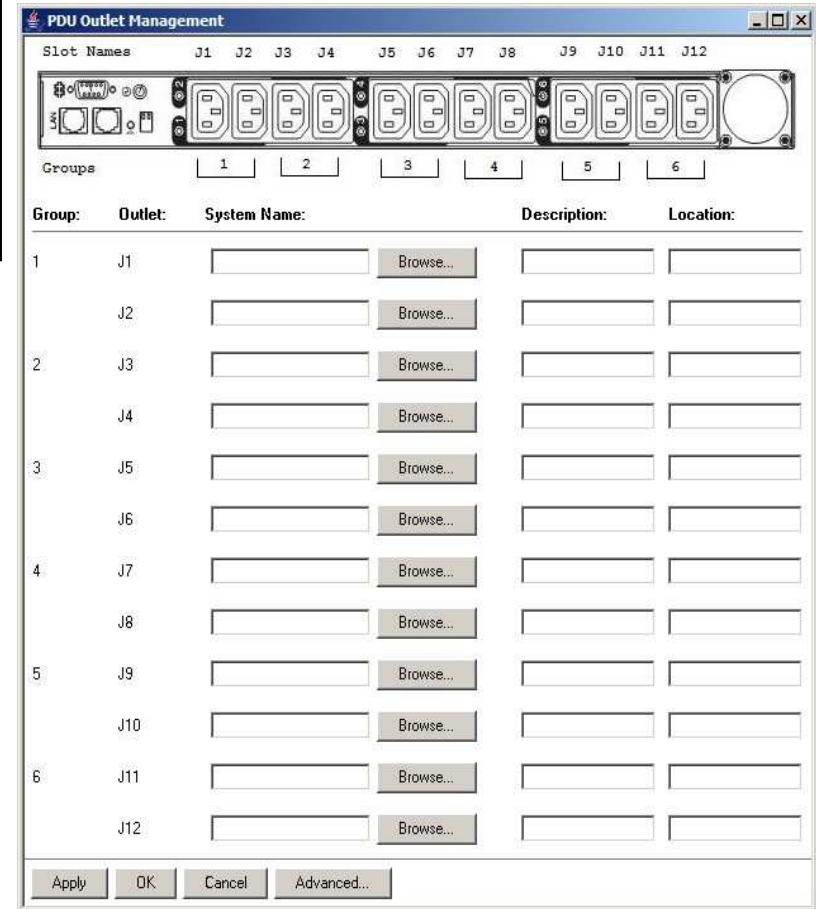 PDU Outlet Management
Slot Names J1 J2 J3 J4 J5 J6 J7 J8 J9 J10 J11 J12
LAN
Groups 1 2 3 4 5 6
Group: Outlet: System Name: Description: Location:
1 J1 Browse...
J2 Browse...
2 J3 Browse...
J4 Browse...
3 J5 Browse...
J6 Browse...
4 J7 Browse...
J8 Browse...
5 J9 Browse...
J10 Browse...
6 J11 Browse...
J12 Browse...
Apply OK Cancel Advanced...